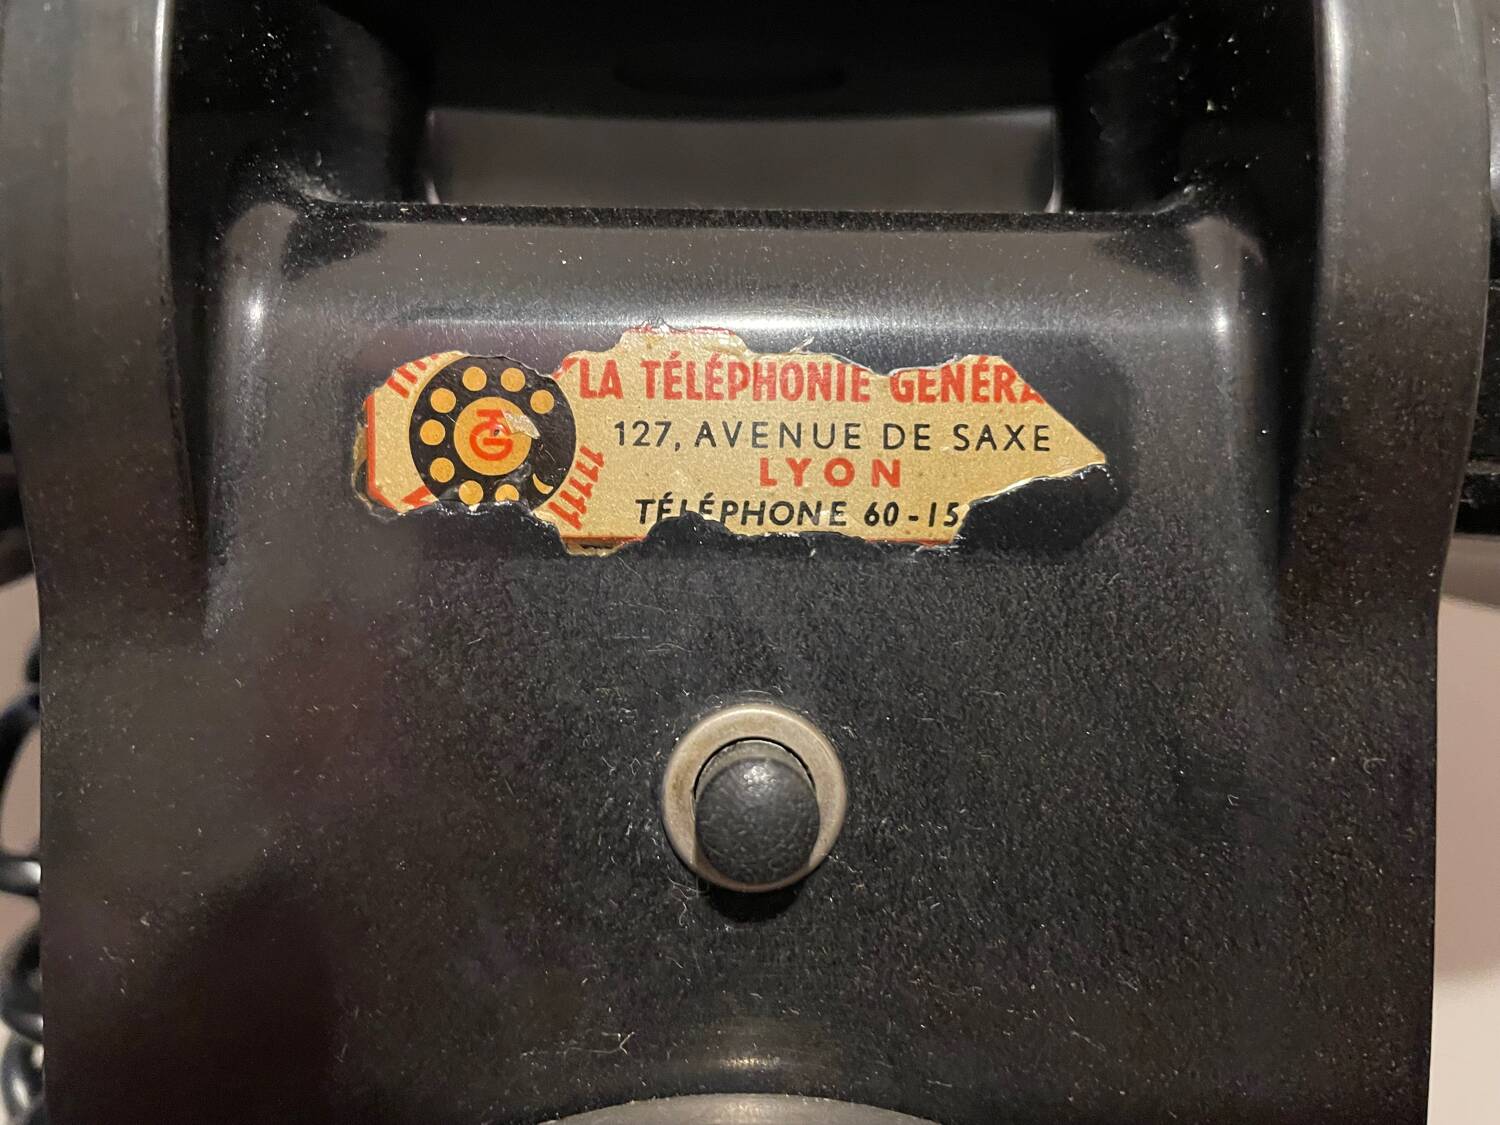 LA TÉLÉPHONIE GÉNÉRA
127, AVENUE DE SAXE
LYON
TÉLÉPHONE 60-15